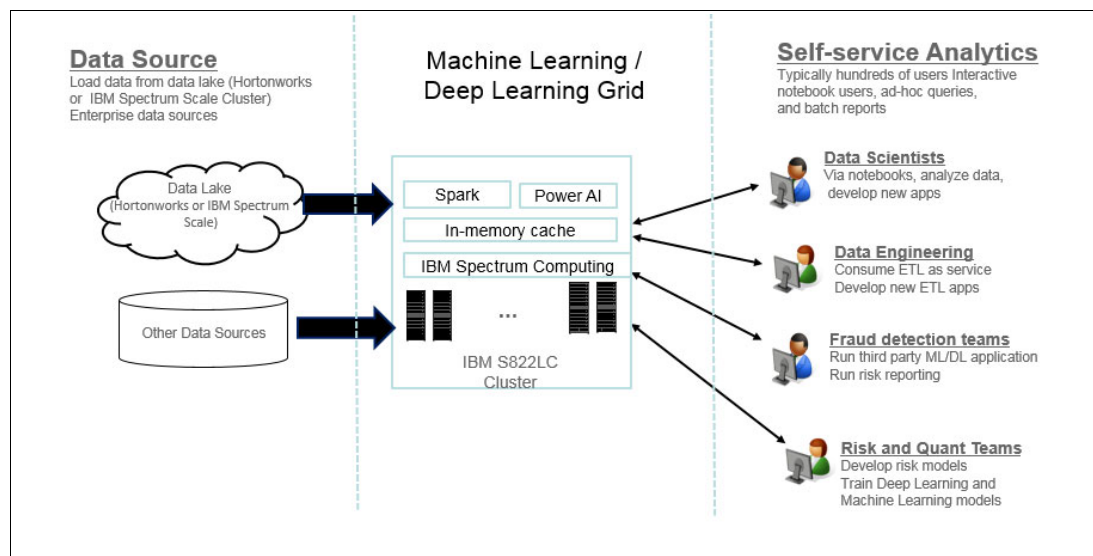 Data Source
Load data from data lake (Hortonworks
or IBM Spectrum Scale Cluster)
Enterprise data sources
Data Lake
(Hortonworks or IBM Spectrum
Scale)
Other Data Sources
Machine Learning /
Deep Learning Grid
Spark
Power AI
In-memory cache
IBM Spectrum Computing
...
IBM S822LC
Cluster
Self-service Analytics
Typically hundreds of users Interactive
notebook users, ad-hoc queries,
and batch reports
Data Scientists
Via notebooks, analyze data,
develop new apps
Data Engineering
Consume ETL as service
Develop new ETL apps
Fraud detection teams
Run third party ML/DL application
Run risk reporting
Risk and Quant Teams
Develop risk models
Train Deep Learning and
Machine Learning models